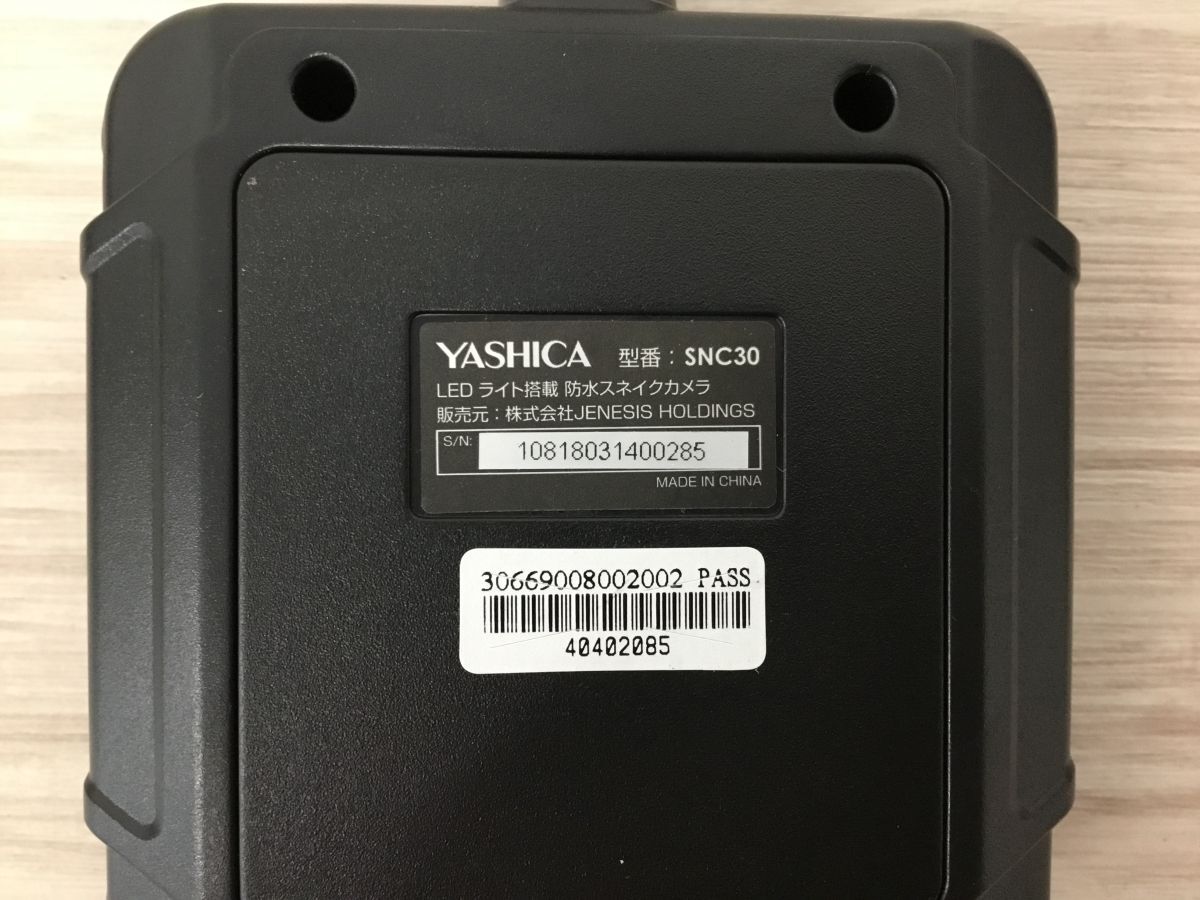 YASHICA 型番：SNC30
LED ライト搭載 防水スネイクカメラ
販売元：株式会社JENESIS HOLDINGS
S/N: 10818031400285
MADE IN CHINA
30669008002002 PASS
40402085